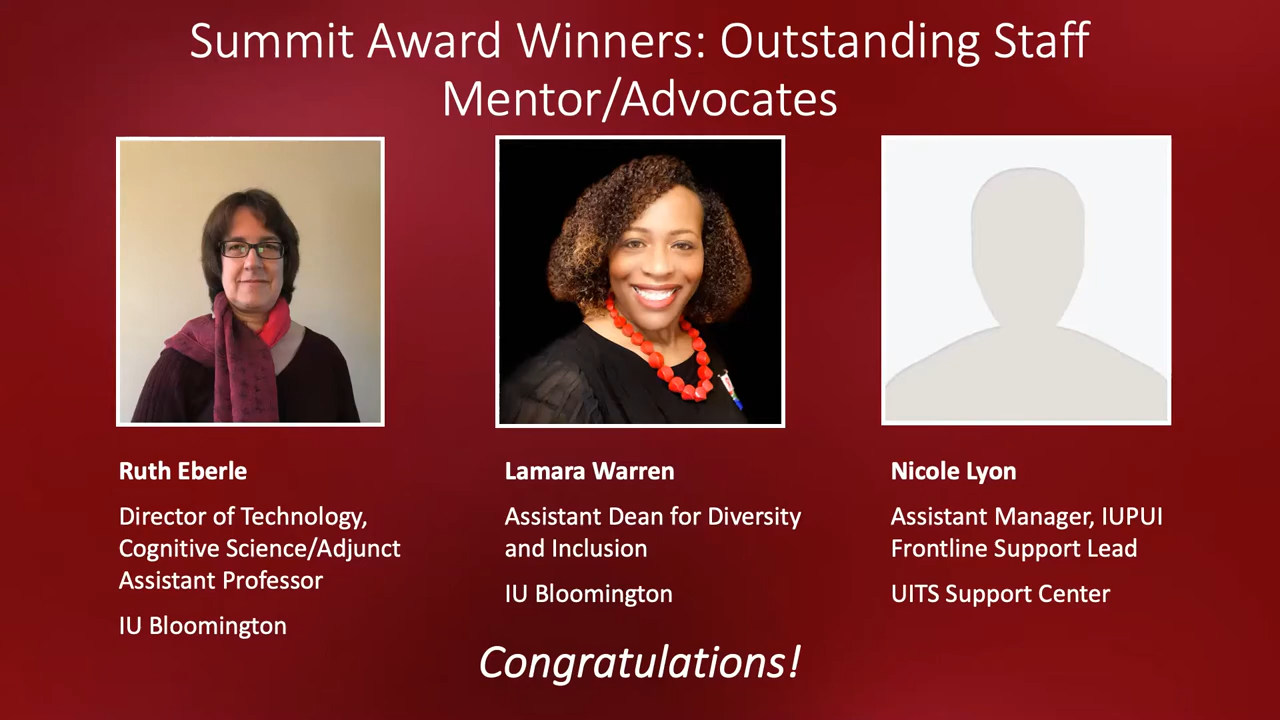 Summit Award Winners: Outstanding Staff
Mentor/Advocates
Ruth Eberle
Director of Technology,
Cognitive Science/Adjunct
Assistant Professor
IU Bloomington
Lamara Warren
Assistant Dean for Diversity
and Inclusion
IU Bloomington
Nicole Lyon
Assistant Manager, IUPUI
Frontline Support Lead
UITS Support Center
Congratulations!